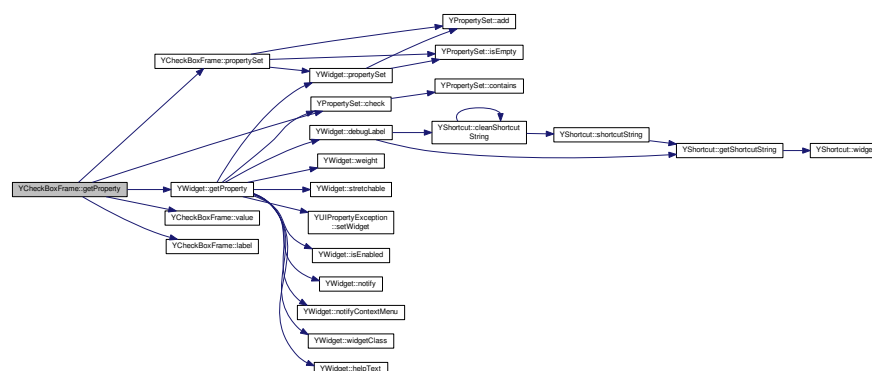 YPropertySet::add
YPropertySet::isEmpty
YCheckBoxFrame::propertySet
YWidget::propertySet
YPropertySet::contains
YPropertySet::check
YShortcut::cleanShortcut
String
YWidget::debugLabel
YShortcut::shortcutString
YShortcut::getShortcutString
YShortcut::widge
YWidget::weight
YCheckBoxFrame::getProperty
YWidget::getProperty
YWidget::stretchable
YCheckBoxFrame::value
YUIPropertyException
::setWidget
YCheckBoxFrame::label
YWidget::isEnabled
YWidget::notify
YWidget::notifyContextMenu
YWidget::widgetClass
YWidget::helpText